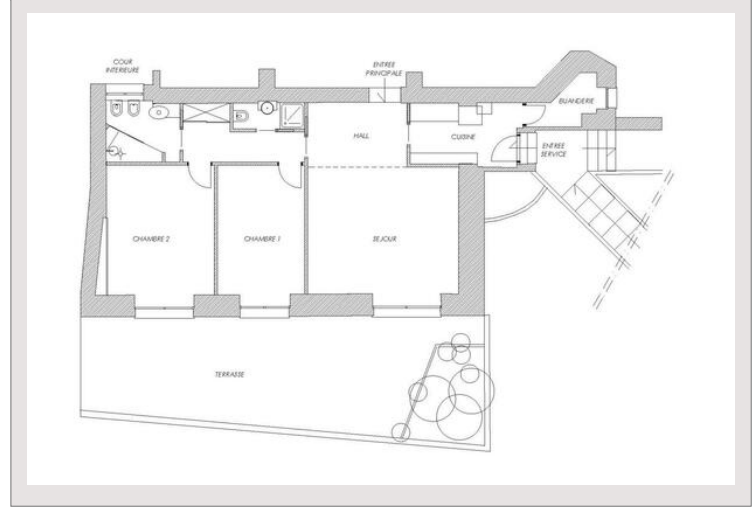 COUR
INTERIEURE
ENTREE
PRINCIPALE
BUANDERIE
HALL
CUISINE
ENTREE
SERVICE
CHAMBRE 2
CHAMBRE 1
SEJOUR
TERRASSE